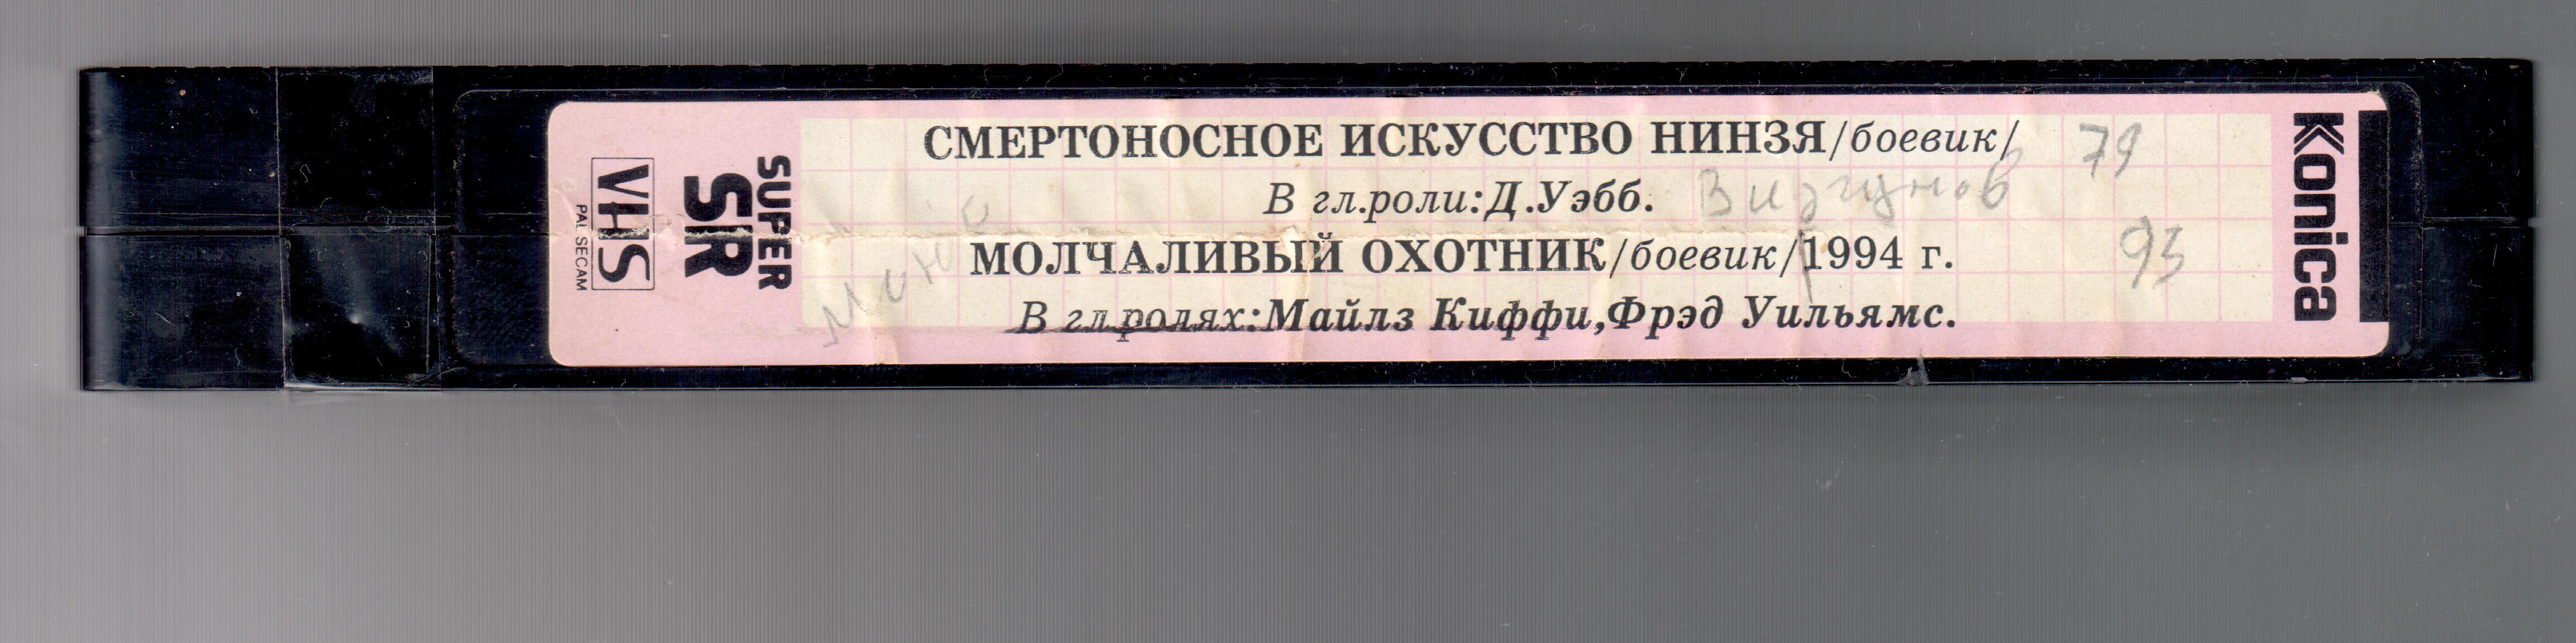 СМЕРТОНОСНОЕ ИСКУССТВО НИНЗЯ/боевик/ 79
В гл.роли:Д.Уэбб.
МОЛЧАЛИВЫЙ ОХОТНИК/боевик/1994 г. 93
В гл.ролях:Майлз Киффи,Фрэд Уильямс.
SUPER
SR
VHS
PAL SECAM
Konica